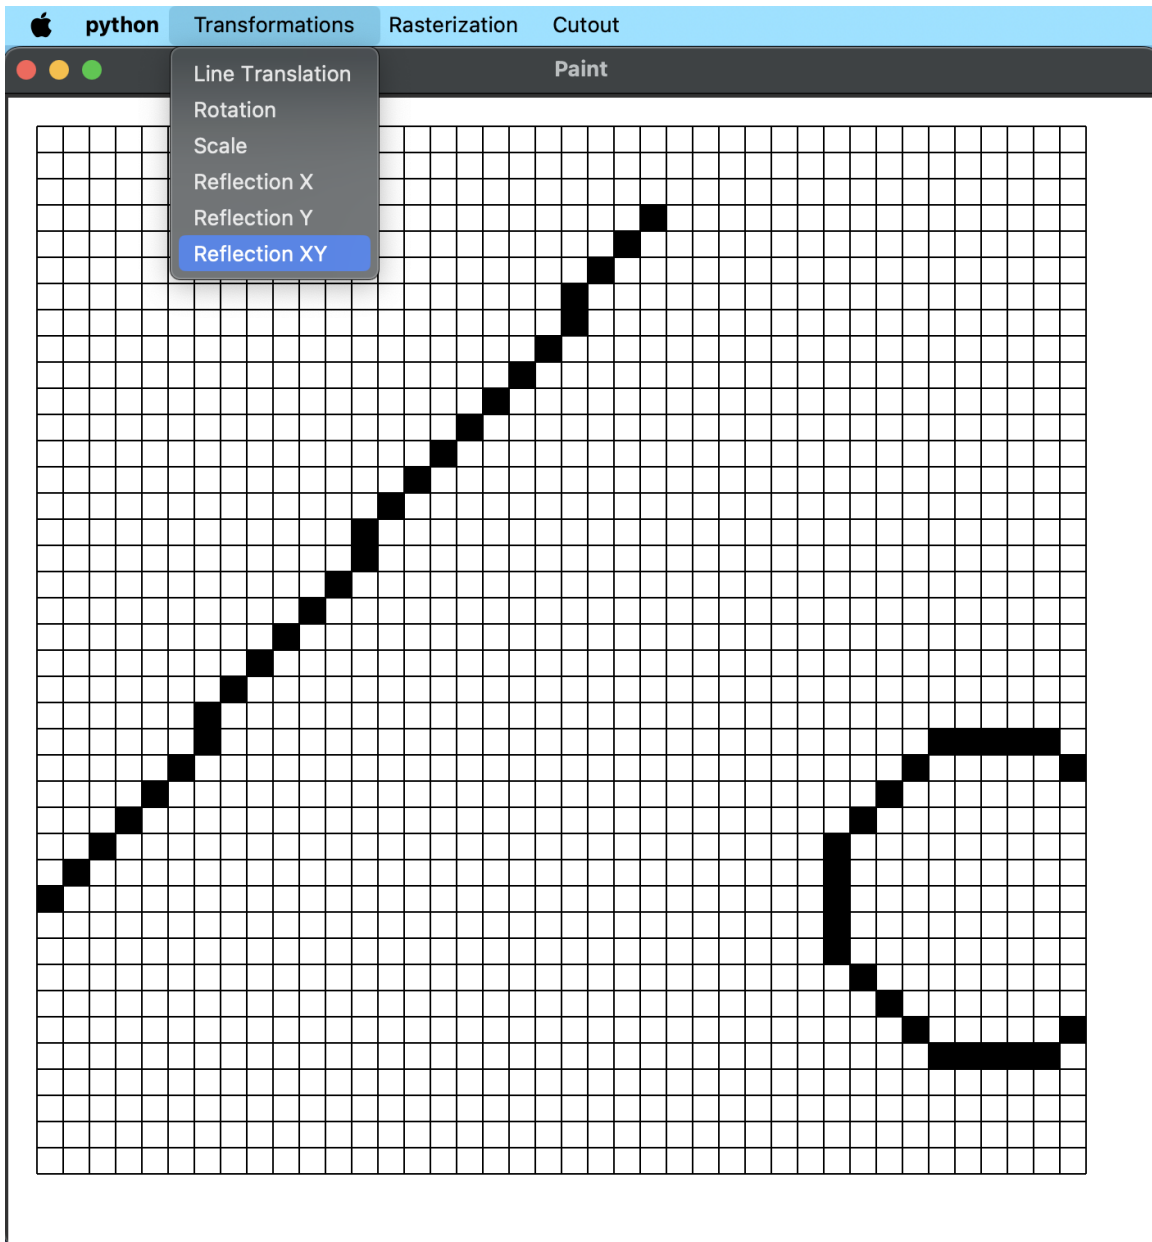 python Transformations Rasterization Cutout
Paint
Line Translation
Rotation
Scale
Reflection X
Reflection Y
Reflection XY